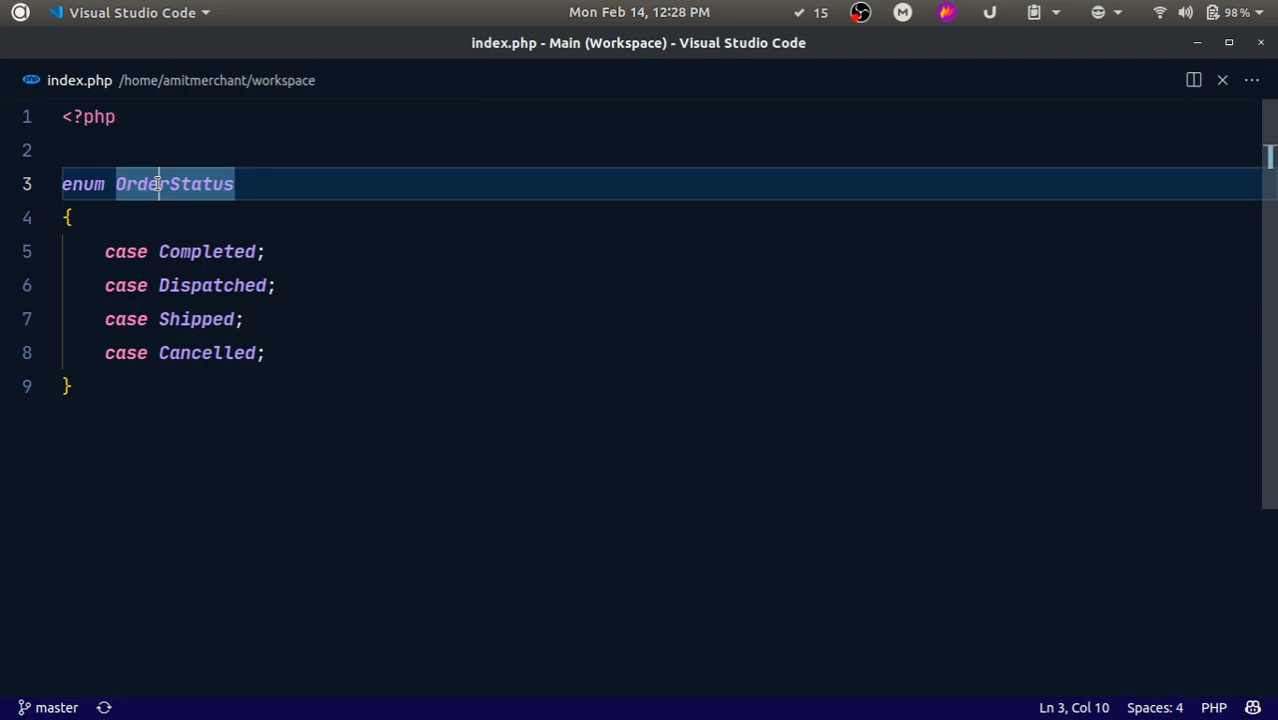 Visual Studio Code Mon Feb 14, 12:28 PM 15 M 98%
index.php - Main (Workspace) - Visual Studio Code
php index.php /home/amitmerchant/workspace
1 <?php
2
3 enum OrderStatus
4 {
5 case Completed;
6 case Dispatched;
7 case Shipped;
8 case Cancelled;
9 }
master Ln 3, Col 10 Spaces: 4 PHP